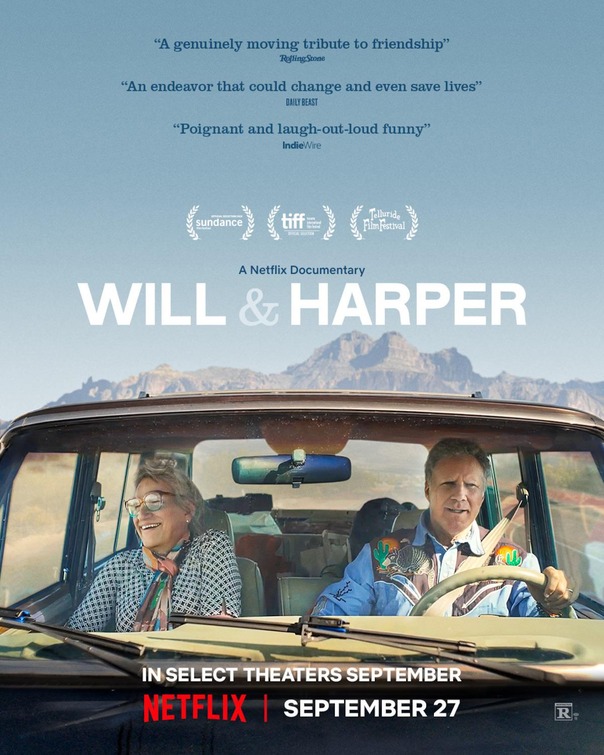 “A genuinely moving tribute to friendship”
RollingStone
“An endeavor that could change and even save lives”
DAILY BEAST
“Poignant and laugh-out-loud funny”
IndieWire
sundance
tiff
OFFICIAL SELECTION
Telluride
Film Festival
A Netflix Documentary
WILL & HARPER
IN SELECT THEATERS SEPTEMBER
NETFLIX | SEPTEMBER 27
R